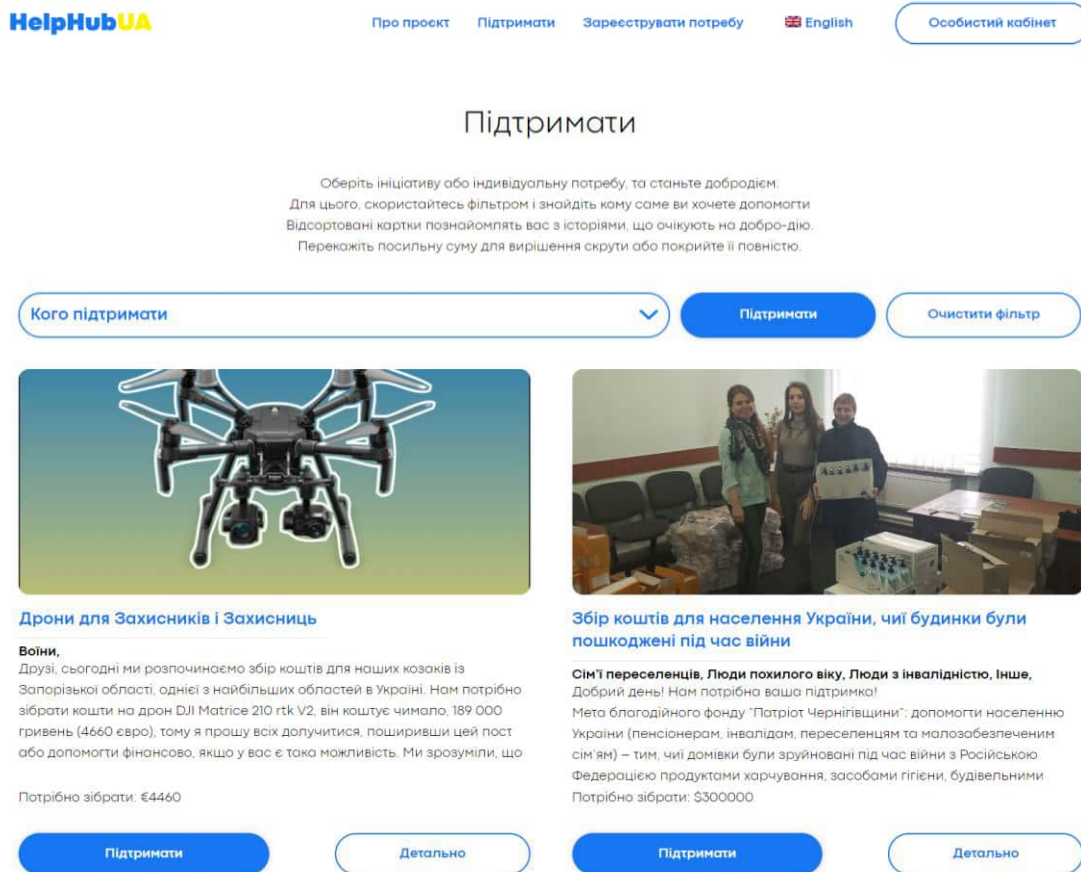 HelpHubUA
Про проєкт
Підтримати
Зареєструвати потребу
English
Особистий кабінет
Підтримати
Оберіть ініціативу або індивідуальну потребу, та станьте добродієм.
Для цього, скористайтесь фільтром і знайдіть кому саме ви хочете допомогти
Відсортовані картки познайомлять вас з історіями, що очікують на добро-дію.
Перекажіть посильну суму для вирішення скрути або покрийте її повністю.
Кого підтримати
Підтримати
Очистити фільтр
Дрони для Захисників і Захисниць
Воїни,
Друзі, сьогодні ми розпочинаємо збір коштів для наших козаків із
Запорізької області, однієї з найбільших областей в Україні. Нам потрібно
зібрати кошти на дрон DJI Matrice 210 rtk V2, він коштує чимало, 189 000
гривень (4660 євро), тому я прошу всіх долучитися, поширивши цей пост
або допомогти фінансово, якщо у вас є така можливість. Ми зрозуміли, що
Потрібно зібрати: €4460
Підтримати
Детально
Збір коштів для населення України, чиї будинки були
пошкоджені під час війни
Сім'ї переселенців, Люди похилого віку, Люди з інвалідністю, Інше,
Добрий день! Нам потрібна ваша підтримка!
Мета благодійного фонду "Патріот Чернігівщини": допомогти населенню
України (пенсіонерам, інвалідам, переселенцям та малозабезпеченим
сім'ям) – тим, чиї домівки були зруйновані під час війни з Російською
Федерацією продуктами харчування, засобами гігієни, будівельними
Потрібно зібрати: $300000
Підтримати
Детально